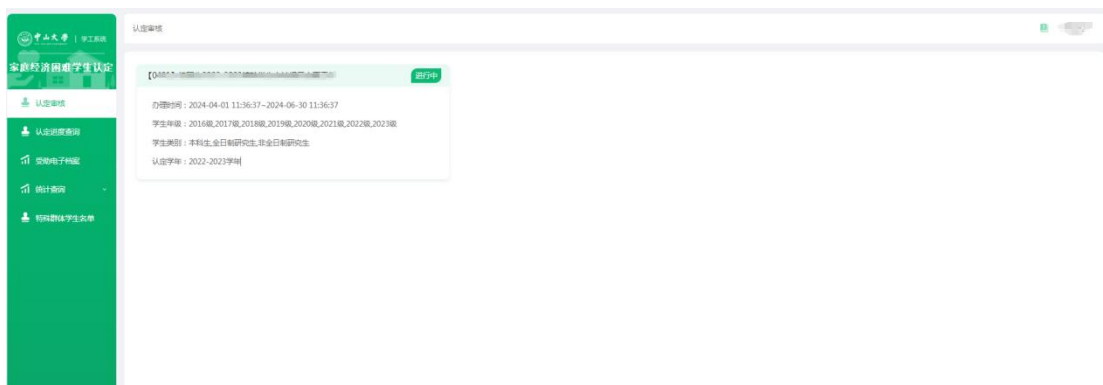 中山大學 | 学工系统
家庭经济困难学生认定
认定审核
认定进度查询
受助电子档案
统计查询
特殊群体学生名单
认定审核
进行中
办理时间：2024-04-01 11:36:37~2024-06-30 11:36:37
学生年级：2016级,2017级,2018级,2019级,2020级,2021级,2022级,2023级
学生类别：本科生,全日制研究生,非全日制研究生
认定学年：2022-2023学年